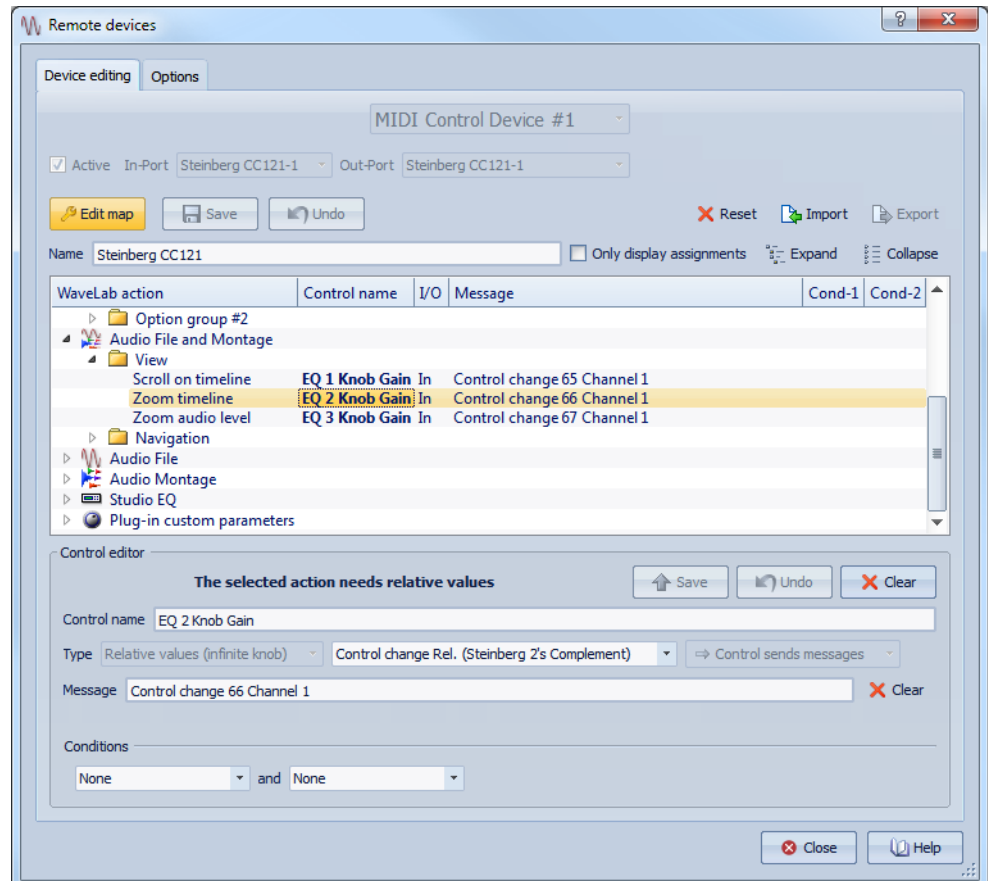 Remote devices
Device editing Options
MIDI Control Device #1
Active In-Port Steinberg CC121-1 Out-Port Steinberg CC121-1
Edit map Save Undo Reset Import Export
Name Steinberg CC121 Only display assignments Expand Collapse
WaveLab action Control name I/O Message Cond-1 Cond-2
Option group #2
Audio File and Montage
View
Scroll on timeline EQ 1 Knob Gain In Control change 65 Channel 1
Zoom timeline EQ 2 Knob Gain In Control change 66 Channel 1
Zoom audio level EQ 3 Knob Gain In Control change 67 Channel 1
Navigation
Audio File
Audio Montage
Studio EQ
Plug-in custom parameters
Control editor
The selected action needs relative values Save Undo Clear
Control name EQ 2 Knob Gain
Type Relative values (infinite knob) Control change Rel. (Steinberg 2's Complement) ⇨ Control sends messages
Message Control change 66 Channel 1 Clear
Conditions
None and None
Close Help